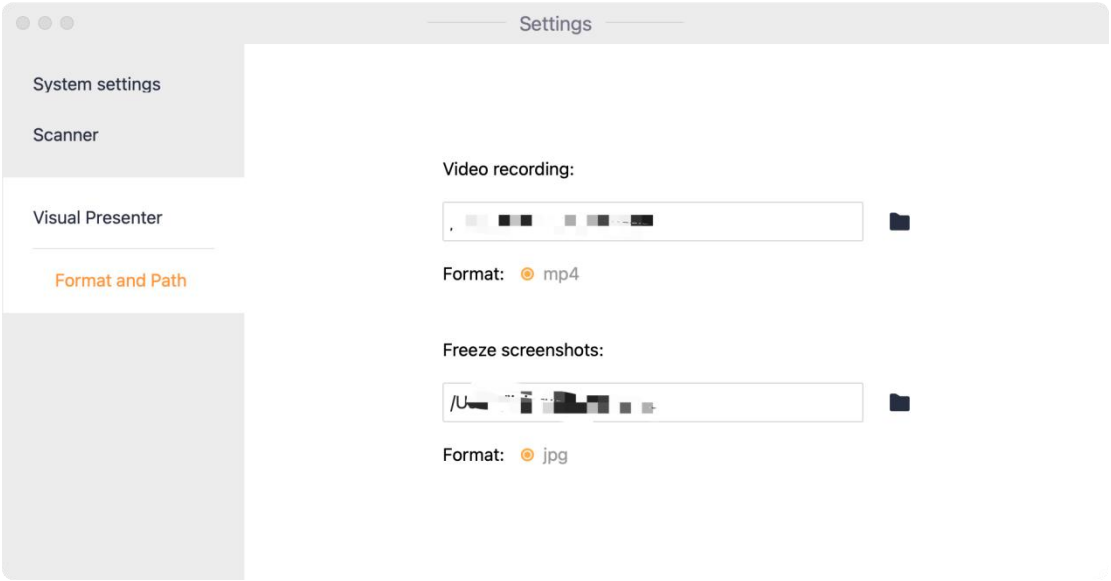 Settings
System settings
Scanner
Visual Presenter
Format and Path
Video recording:
Format: mp4
Freeze screenshots:
/U
Format: jpg